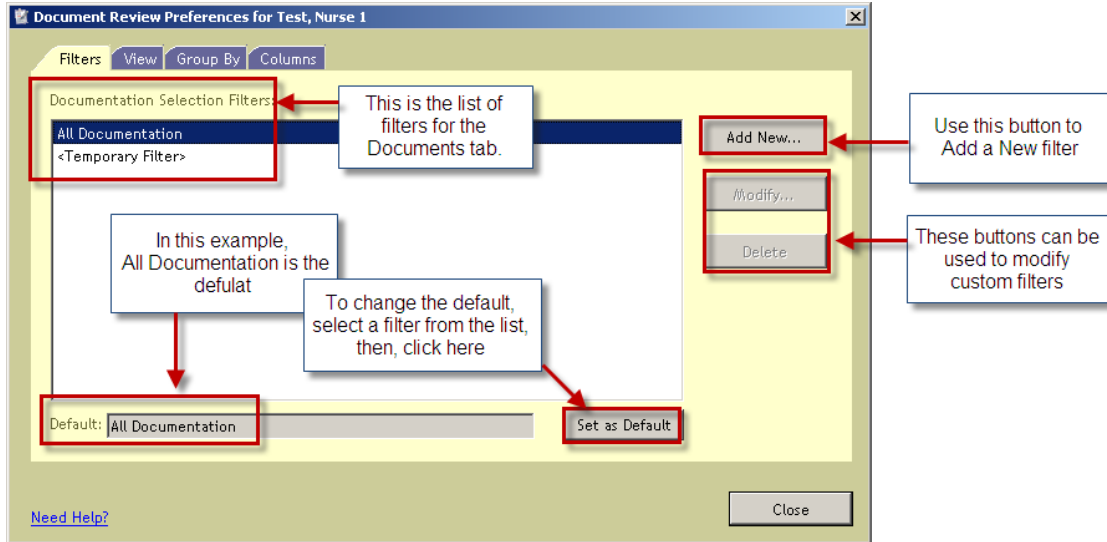 Document Review Preferences for Test, Nurse 1
Filters View Group By Columns
Documentation Selection Filters:
All Documentation
<Temporary Filter>
This is the list of
filters for the
Documents tab.
Add New...
Use this button to
Add a New filter
Modify...
Delete
These buttons can be
used to modify
custom filters
In this example,
All Documentation is the
defulat
To change the default,
select a filter from the list,
then, click here
Default: All Documentation
Set as Default
Need Help?
Close